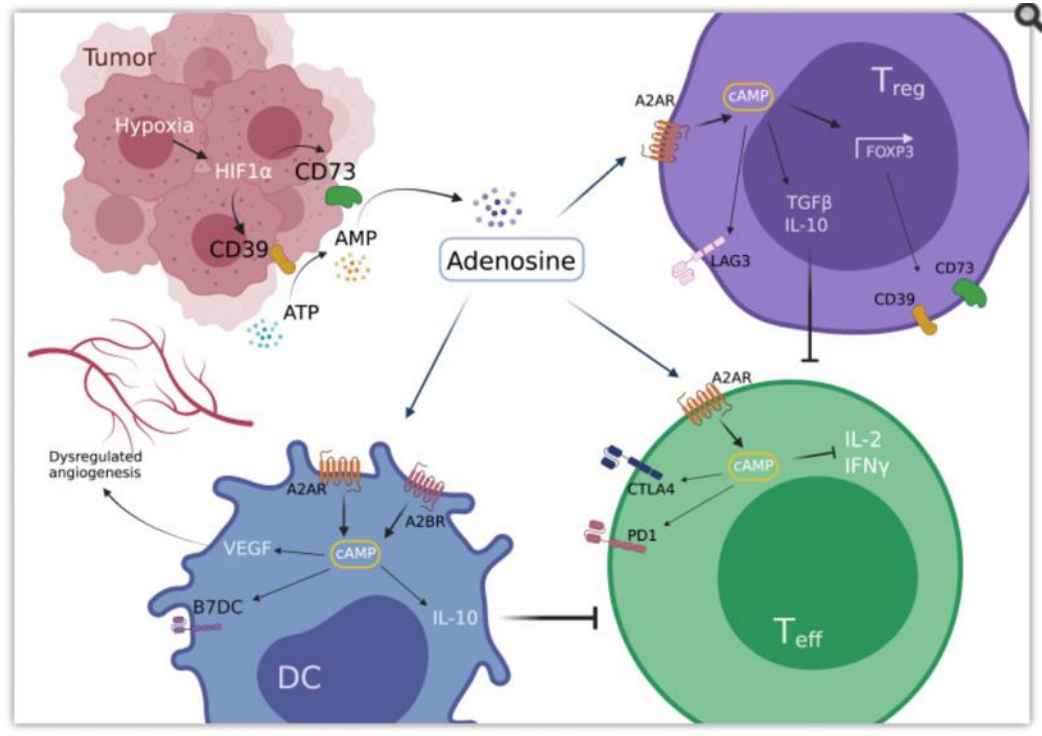 Tumor
Hypoxia
HIF1α
CD73
CD39
AMP
ATP
Adenosine
A2AR
cAMP
Treg
FOXP3
TGFβ
IL-10
LAG3
CD73
CD39
Dysregulated
angiogenesis
A2AR
A2BR
VEGF
cAMP
B7DC
IL-10
DC
A2AR
cAMP
IL-2
IFNγ
CTLA4
PD1
Teff